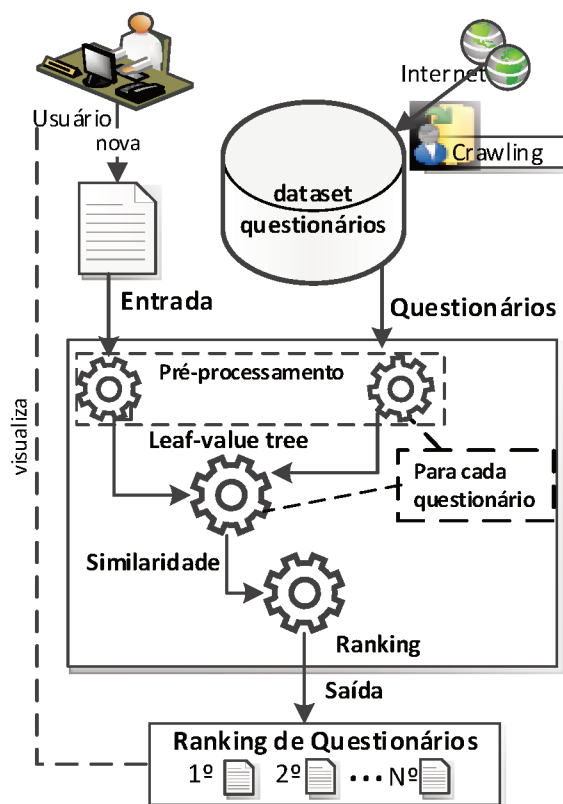 Internet
Usuário
nova
Crawling
dataset
questionários
Entrada
Questionários
Pré-processamento
visualiza
Leaf-value tree
Para cada
questionário
Similaridade
Ranking
Saída
Ranking de Questionários
1º 2º ... Nº